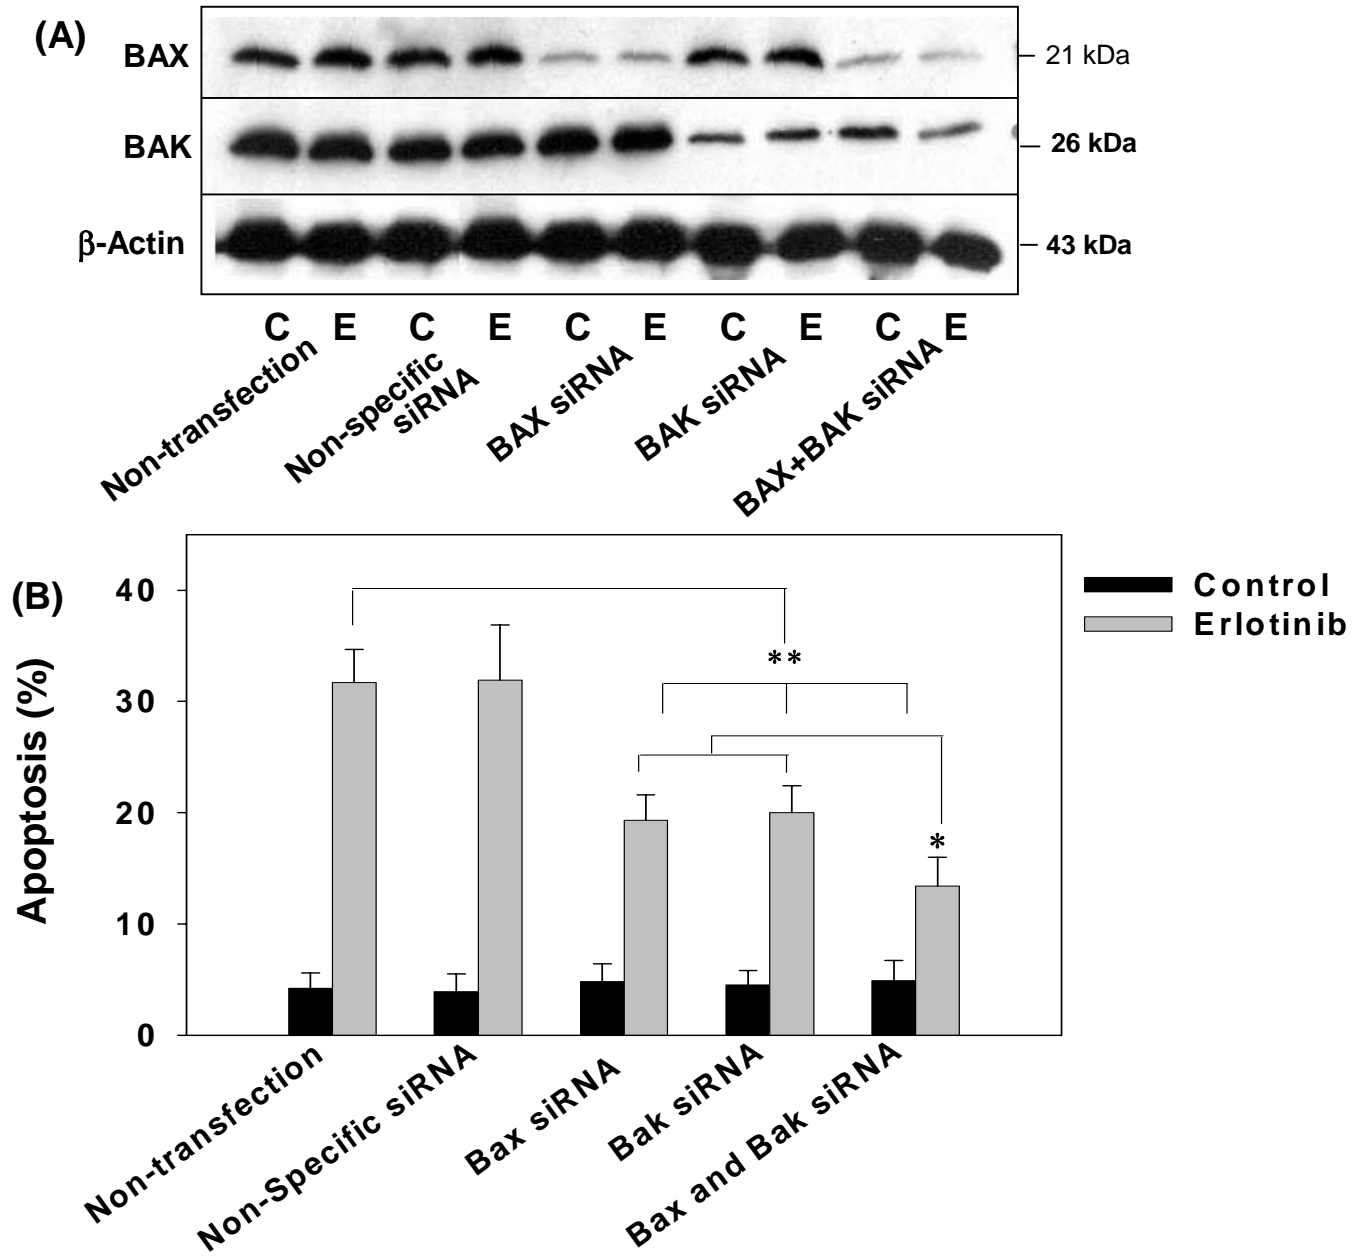 (A)
BAX
21 kDa
BAK
26 kDa
β-Actin
43 kDa
C E C E C E C E C E
Non-transfection
Non-specific
siRNA
BAX siRNA
BAK siRNA
BAX+BAK siRNA
(B)
Apoptosis (%)
40
30
20
10
0
**
*
Control
Erlotinib
Non-transfection
Non-Specific siRNA
Bax siRNA
Bak siRNA
Bax and Bak siRNA